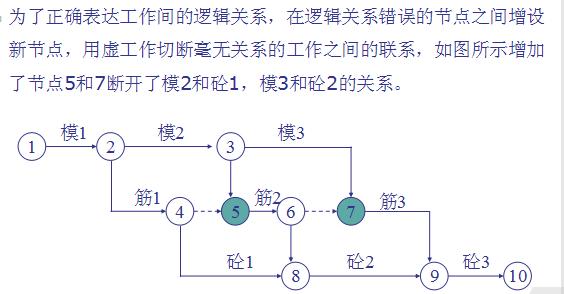 为了正确表达工作间的逻辑关系，在逻辑关系错误的节点之间增设
新节点，用虚工作切断毫无关系的工作之间的联系，如图所示增加
了节点5和7断开了模2和砼1，模3和砼2的关系。
模1 模2 模3
1 2 3
筋1 筋2 筋3
4 5 6 7
砼1 砼2 砼3
8 9 10